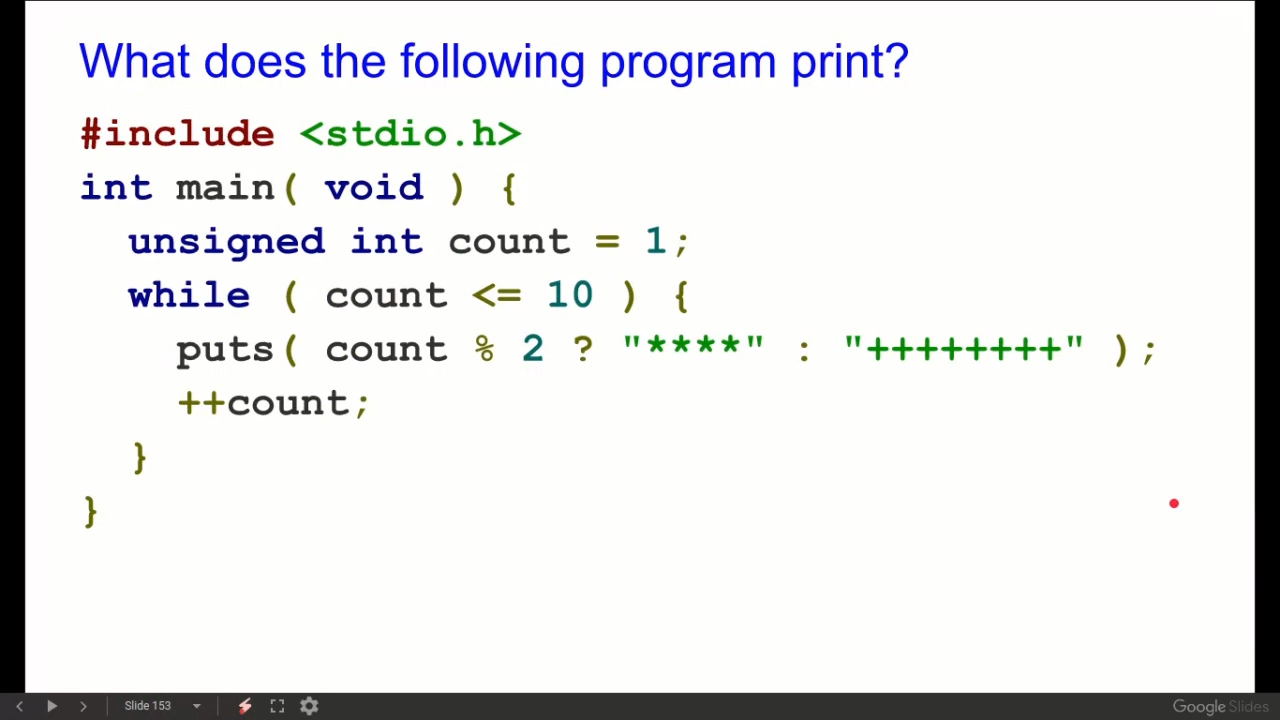 What does the following program print?
#include <stdio.h>
int main( void ) {
unsigned int count = 1;
while ( count <= 10 ) {
puts( count % 2 ? "****" : "++++++++" );
++count;
}
}
Slide 153
Google Slides